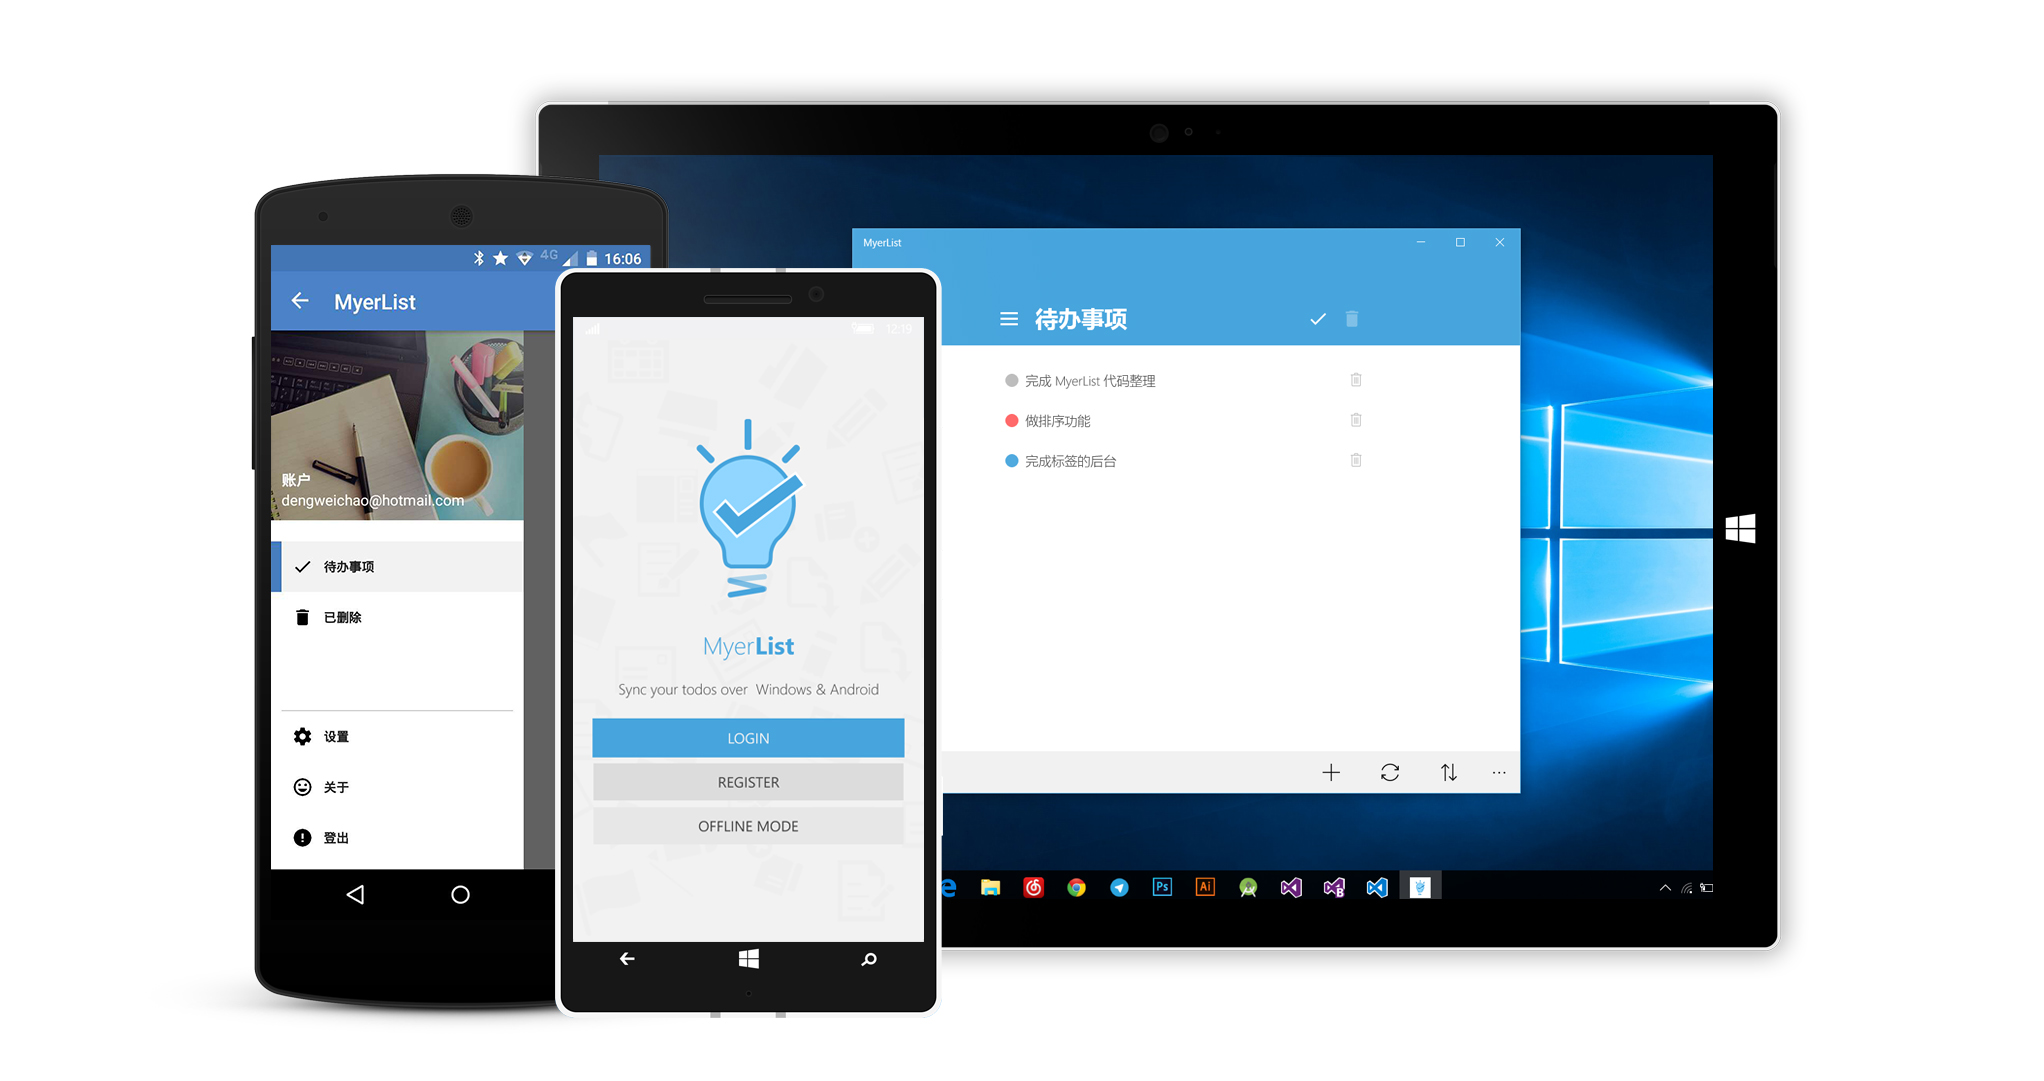 4G 16:06
MyerList
账户
dengweichao@hotmail.com
待办事项
已删除
设置
关于
登出
12:19
MyerList
Sync your todos over Windows & Android
LOGIN
REGISTER
OFFLINE MODE
MyerList
待办事项
完成 MyerList 代码整理
做排序功能
完成标签的后台
Ps
Ai